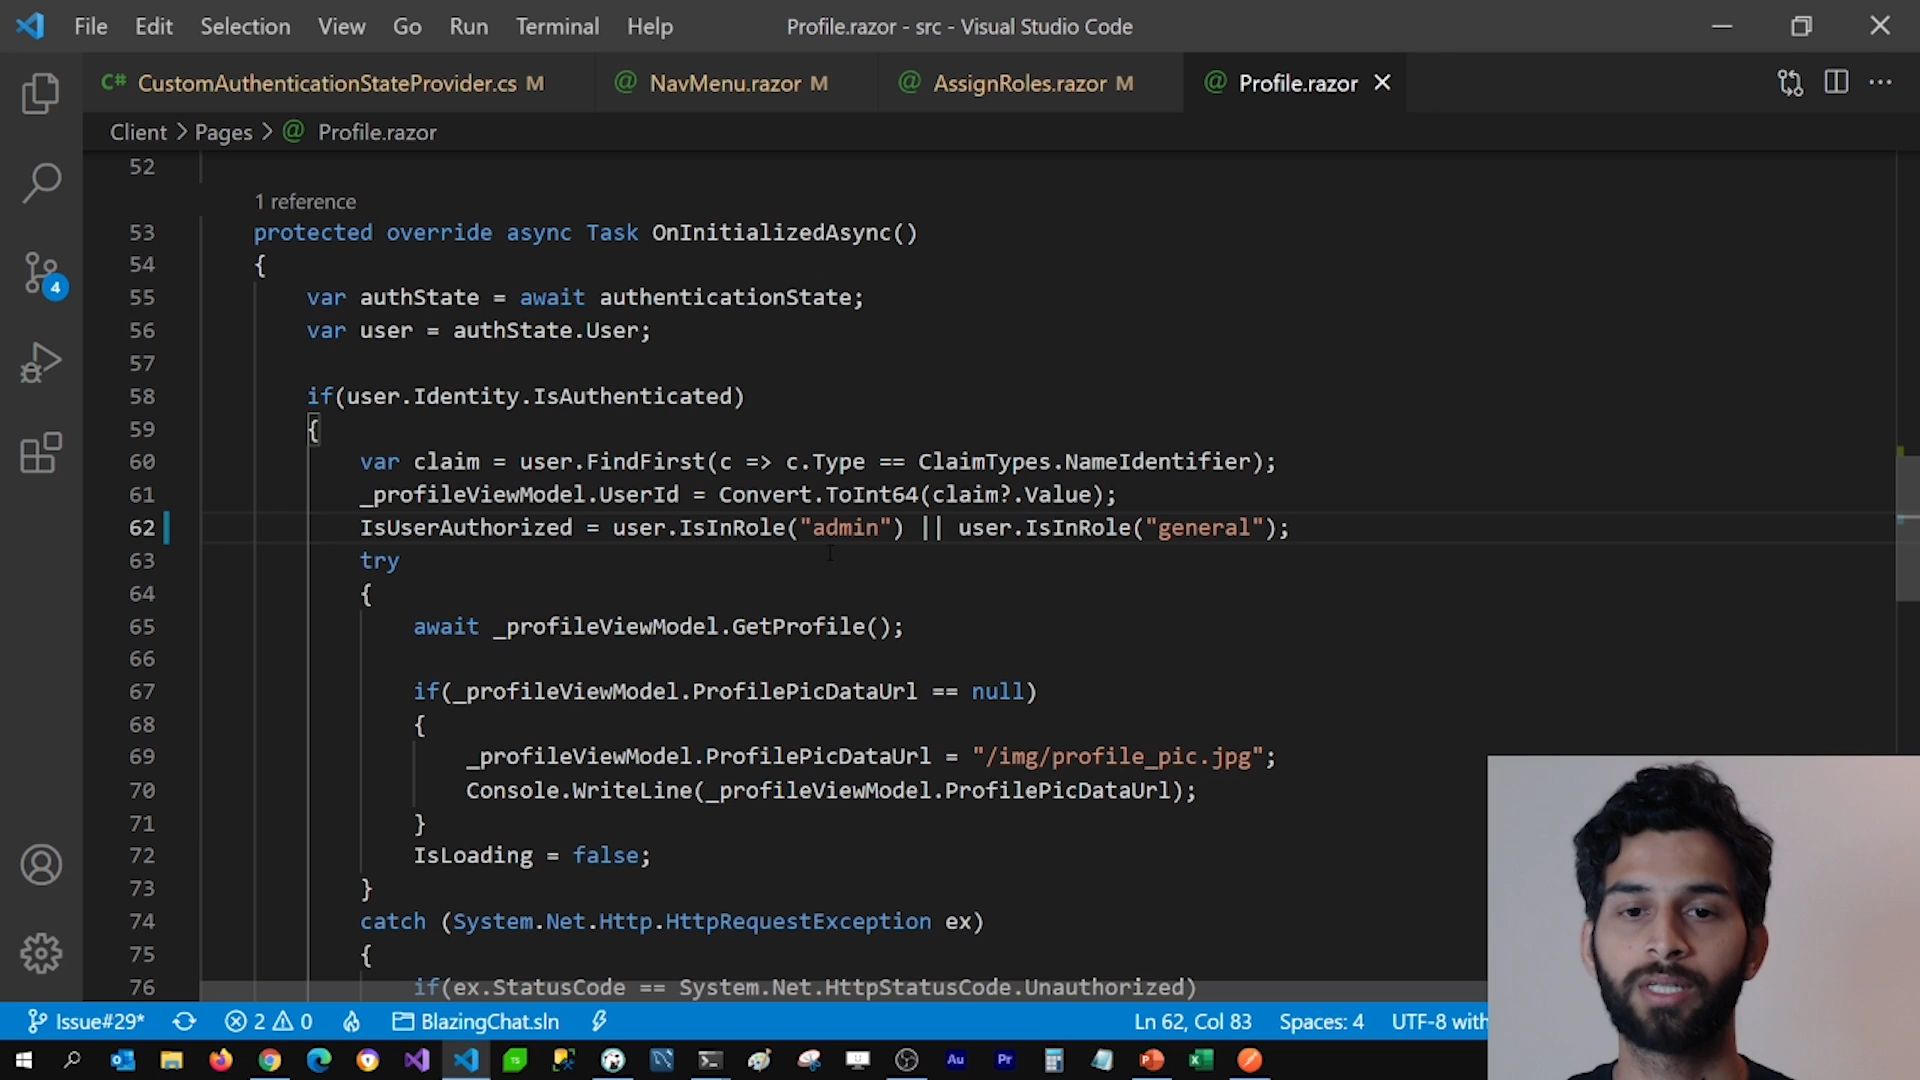 File Edit Selection View Go Run Terminal Help Profile.razor - src - Visual Studio Code
C# CustomAuthenticationStateProvider.cs M @ NavMenu.razor M @ AssignRoles.razor M @ Profile.razor
Client > Pages > @ Profile.razor
52
1 reference
53 protected override async Task OnInitializedAsync()
54 {
55 var authState = await authenticationState;
56 var user = authState.User;
57
58 if(user.Identity.IsAuthenticated)
59 {
60 var claim = user.FindFirst(c => c.Type == ClaimTypes.NameIdentifier);
61 _profileViewModel.UserId = Convert.ToInt64(claim?.Value);
62 IsUserAuthorized = user.IsInRole("admin") || user.IsInRole("general");
63 try
64 {
65 await _profileViewModel.GetProfile();
66
67 if(_profileViewModel.ProfilePicDataUrl == null)
68 {
69 _profileViewModel.ProfilePicDataUrl = "/img/profile_pic.jpg";
70 Console.WriteLine(_profileViewModel.ProfilePicDataUrl);
71 }
72 IsLoading = false;
73 }
74 catch (System.Net.Http.HttpRequestException ex)
75 {
76 if(ex.StatusCode == System.Net.HttpStatusCode.Unauthorized)
4
Issue#29* 2 0 BlazingChat.sln Ln 62, Col 83 Spaces: 4 UTF-8 with
TS Au Pr